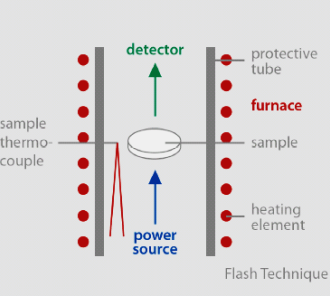 detector
protective
tube
furnace
sample
thermo-
couple
sample
heating
element
power
source
Flash Technique